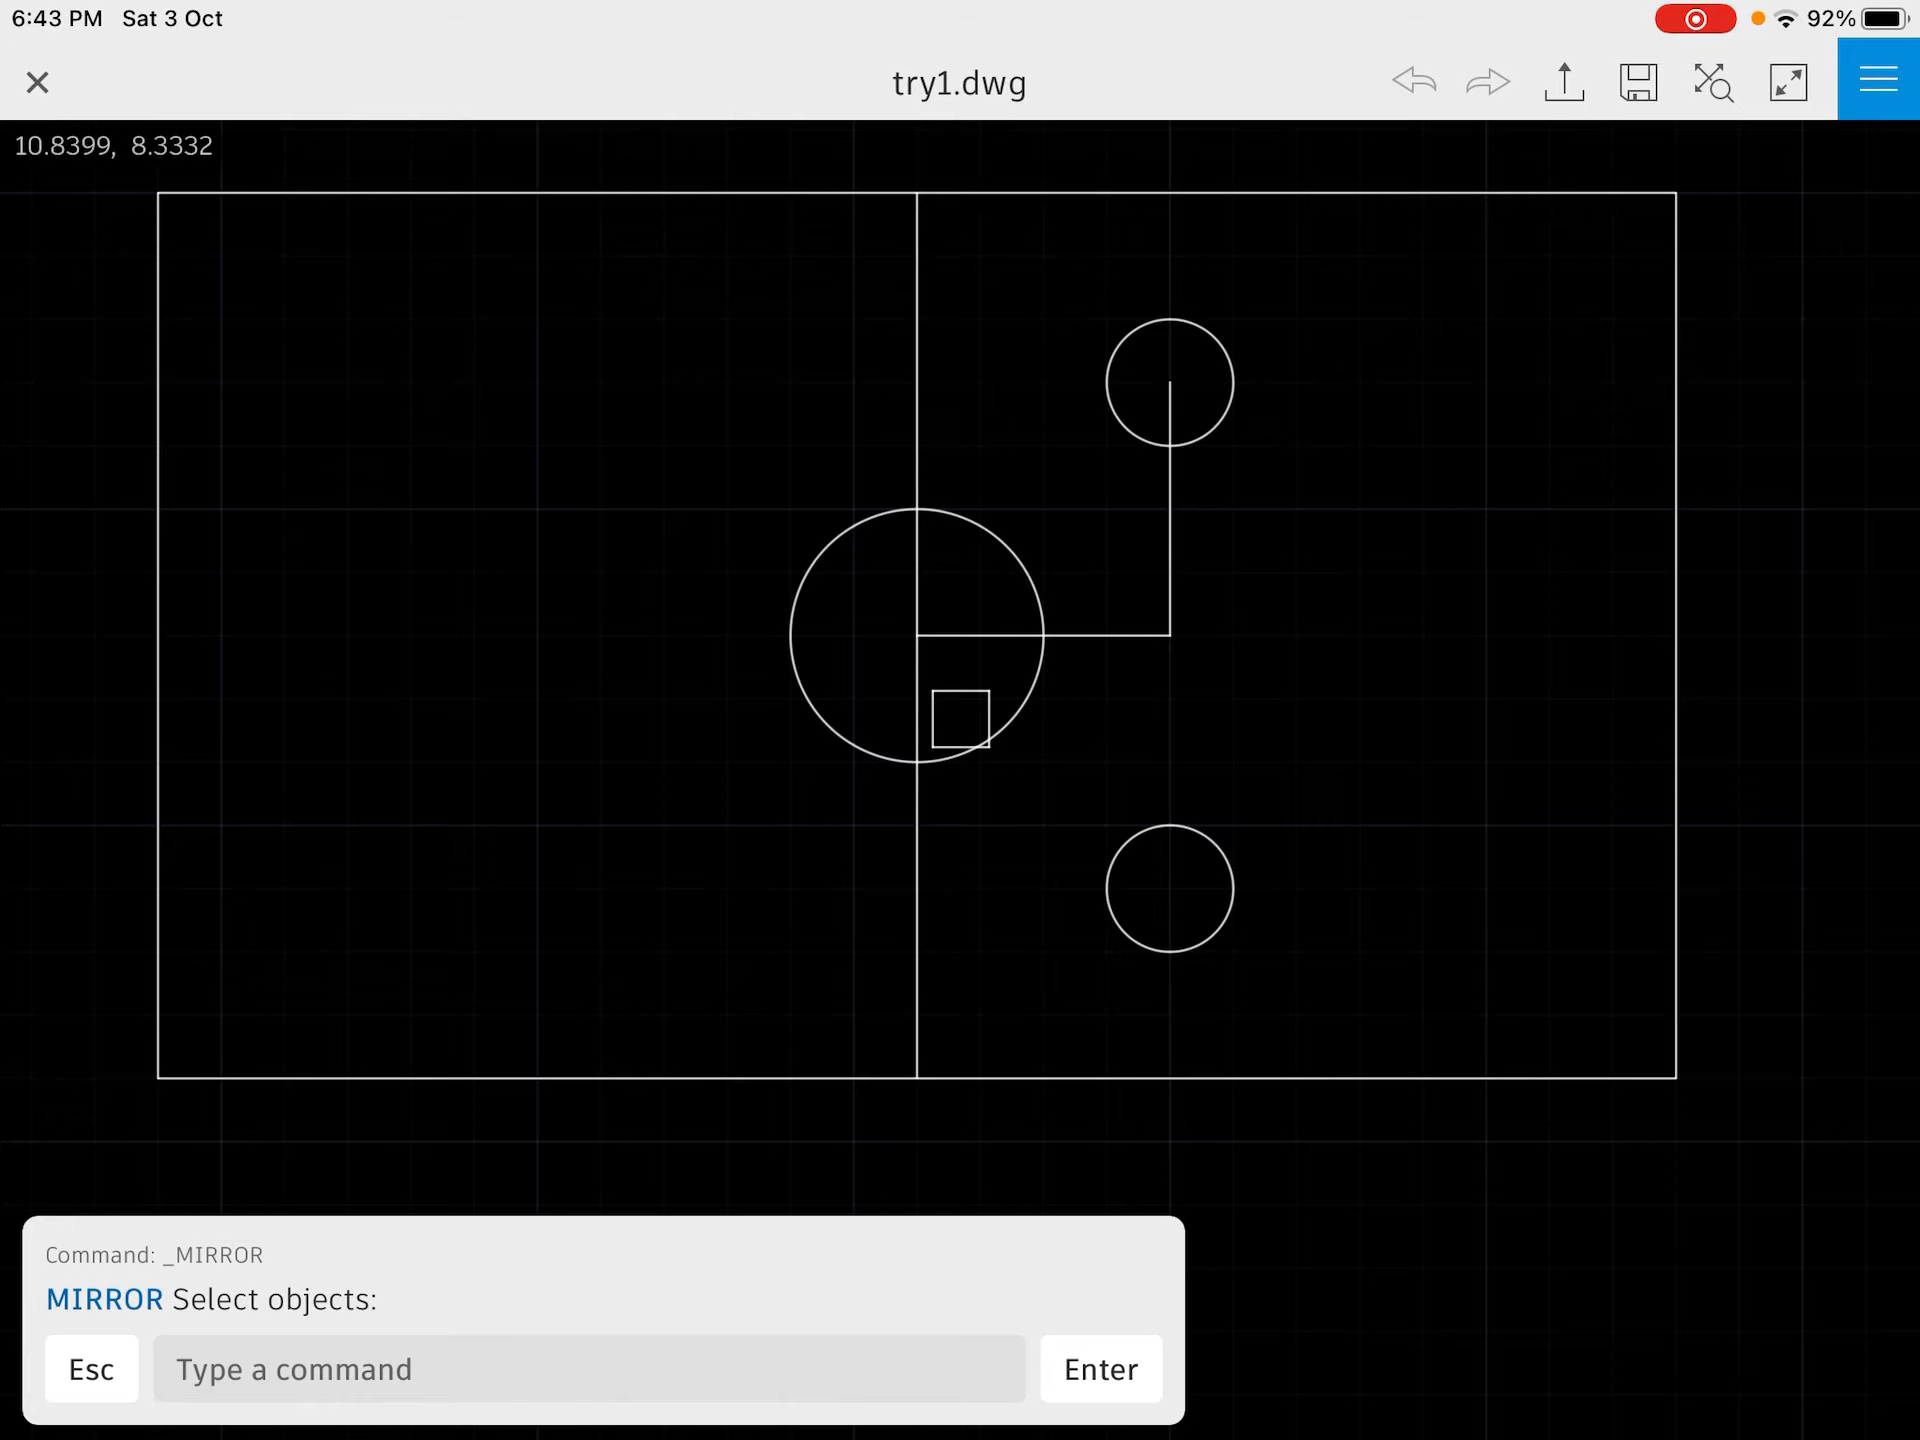 6:43 PM Sat 3 Oct
92%
try1.dwg
10.8399, 8.3332
Command: _MIRROR
MIRROR Select objects:
Esc
Type a command
Enter